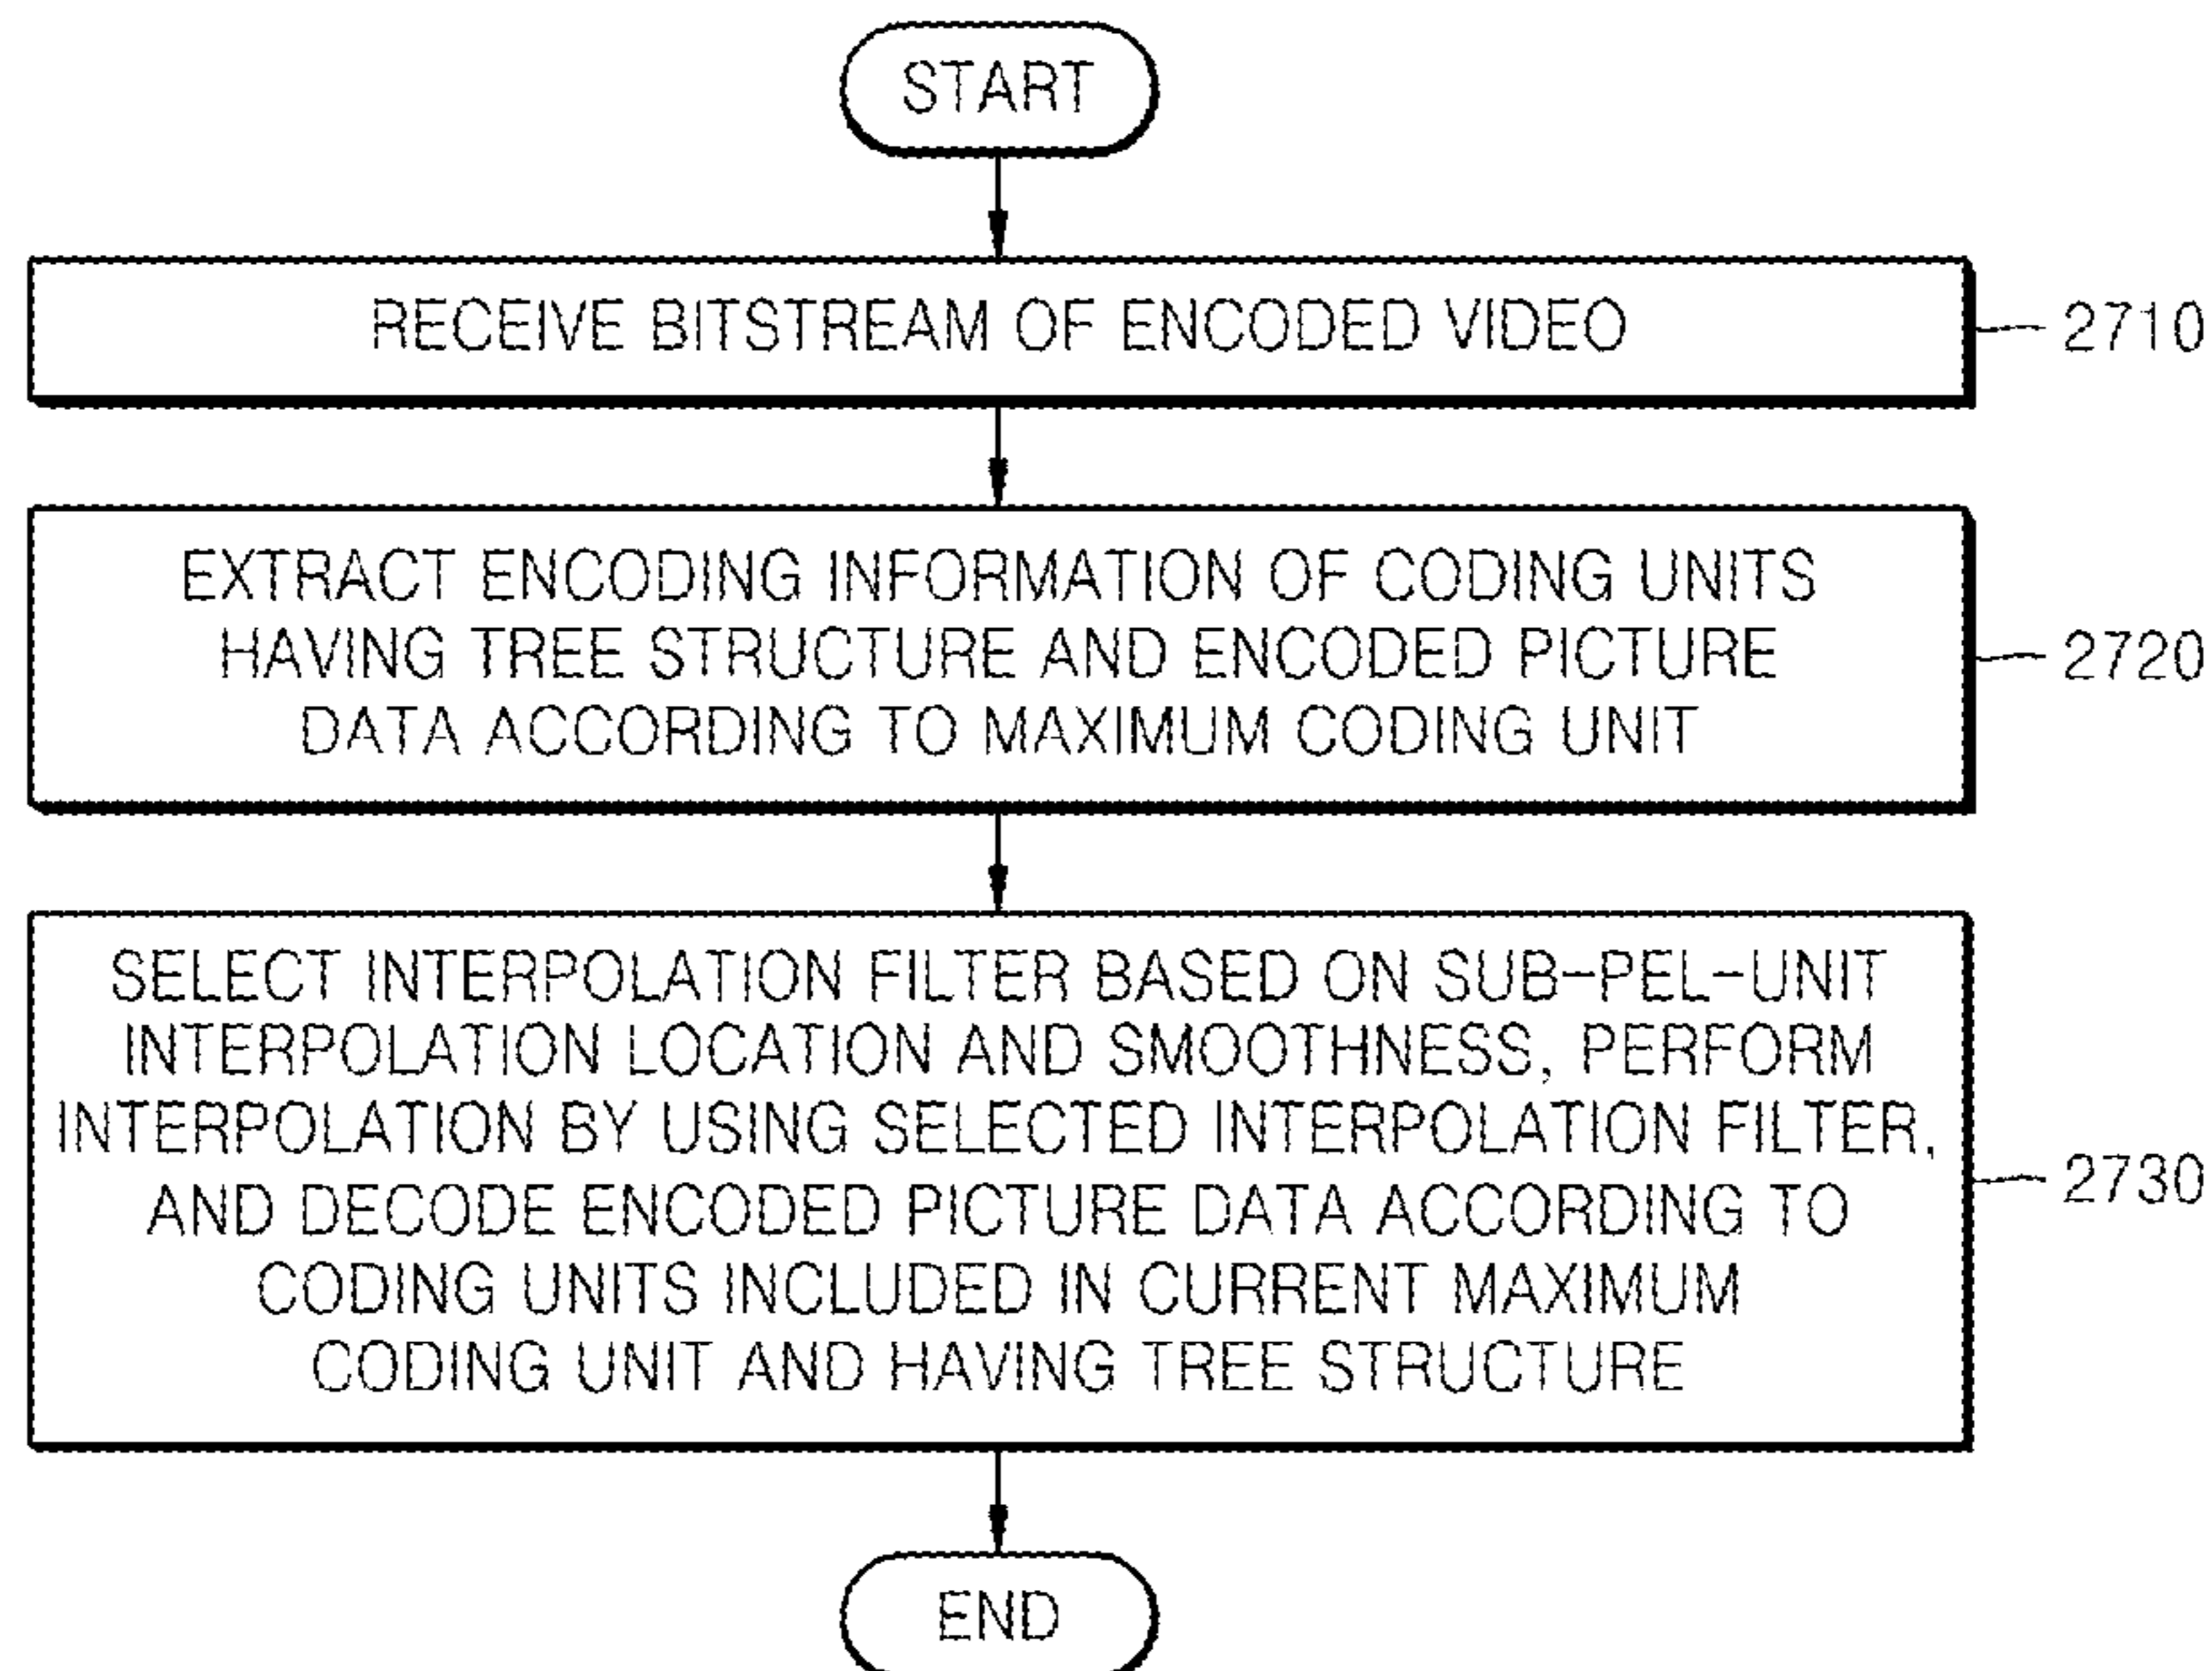 START
RECEIVE BITSTREAM OF ENCODED VIDEO
2710
EXTRACT ENCODING INFORMATION OF CODING UNITS
HAVING TREE STRUCTURE AND ENCODED PICTURE
DATA ACCORDING TO MAXIMUM CODING UNIT
2720
SELECT INTERPOLATION FILTER BASED ON SUB-PEL-UNIT
INTERPOLATION LOCATION AND SMOOTHNESS, PERFORM
INTERPOLATION BY USING SELECTED INTERPOLATION FILTER,
AND DECODE ENCODED PICTURE DATA ACCORDING TO
CODING UNITS INCLUDED IN CURRENT MAXIMUM
CODING UNIT AND HAVING TREE STRUCTURE
2730
END